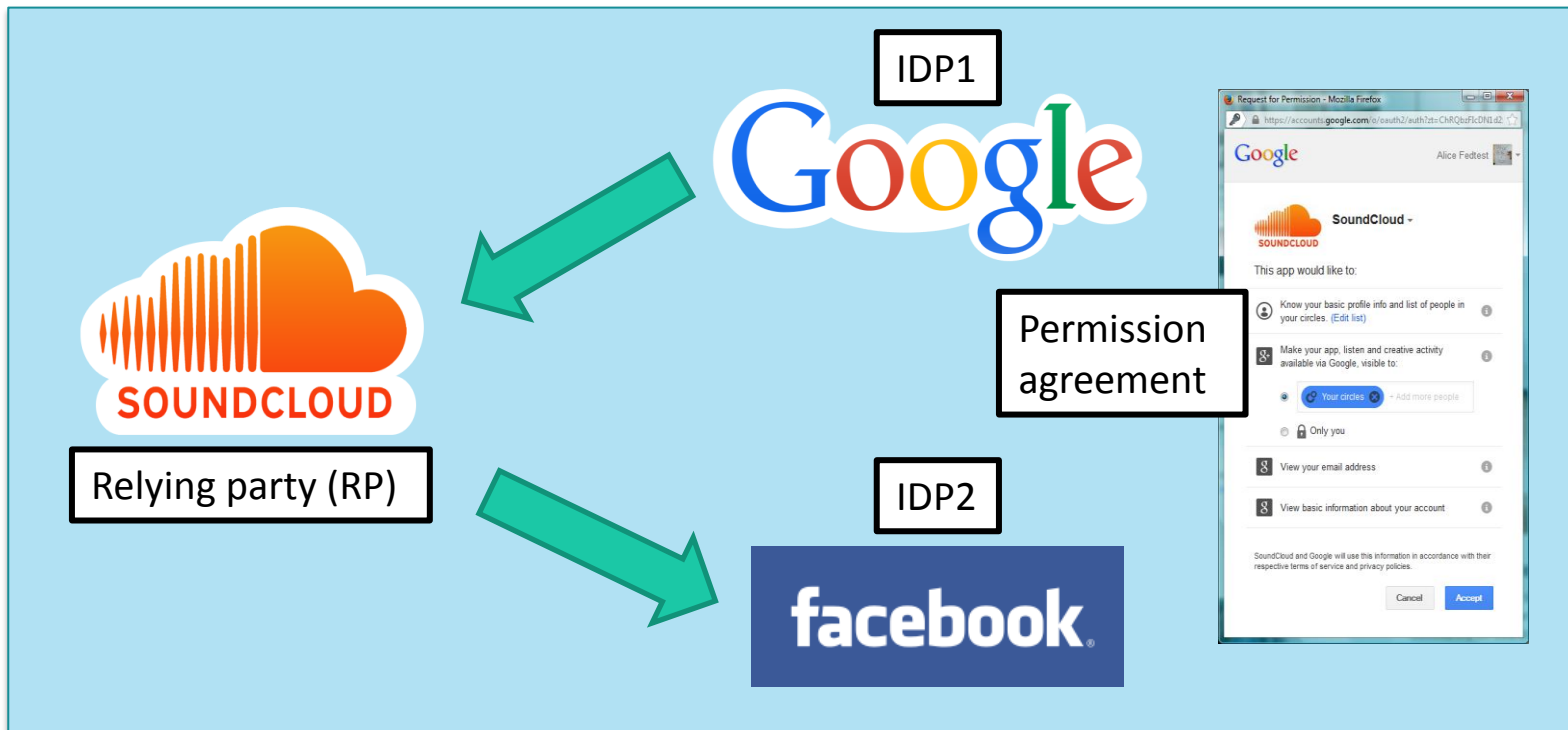 IDP1
Google
SOUNDCLOUD
Relying party (RP)
IDP2
facebook®
Permission
agreement
Request for Permission - Mozilla Firefox
https://accounts.google.com/o/oauth2/auth?zt=ChRQbzFlcDN1d2
Google
Alice Fedtest
SoundCloud
SOUNDCLOUD
This app would like to:
Know your basic profile info and list of people in
your circles. (Edit list)
Make your app, listen and creative activity
available via Google, visible to:
Your circles + Add more people
Only you
View your email address
View basic information about your account
SoundCloud and Google will use this information in accordance with their
respective terms of service and privacy policies.
Cancel Accept